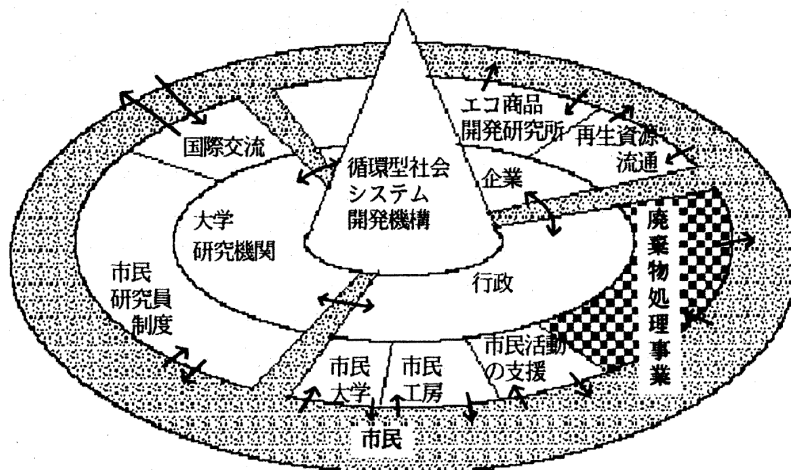 エコ商品
開発研究所
再生資源
流通
国際交流
循環型社会
システム
開発機構
企業
大学
研究機関
廃棄物処理事業
市民
研究員
制度
行政
市民
大学
市民
工房
市民活動
の支援
市民